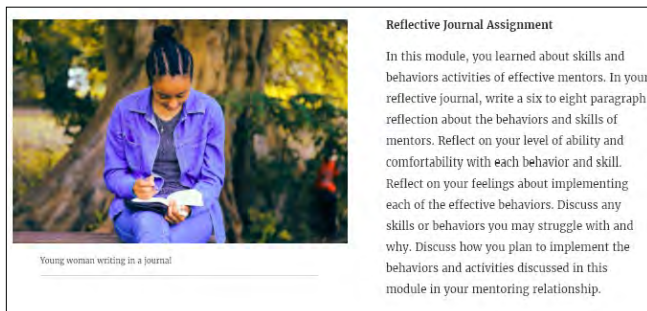 Reflective Journal Assignment
In this module, you learned about skills and
behaviors activities of effective mentors. In your
reflective journal, write a six to eight paragraph
reflection about the behaviors and skills of
mentors. Reflect on your level of ability and
comfortability with each behavior and skill.
Reflect on your feelings about implementing
each of the effective behaviors. Discuss any
skills or behaviors you may struggle with and
why. Discuss how you plan to implement the
behaviors and activities discussed in this
module in your mentoring relationship.
Young woman writing in a journal